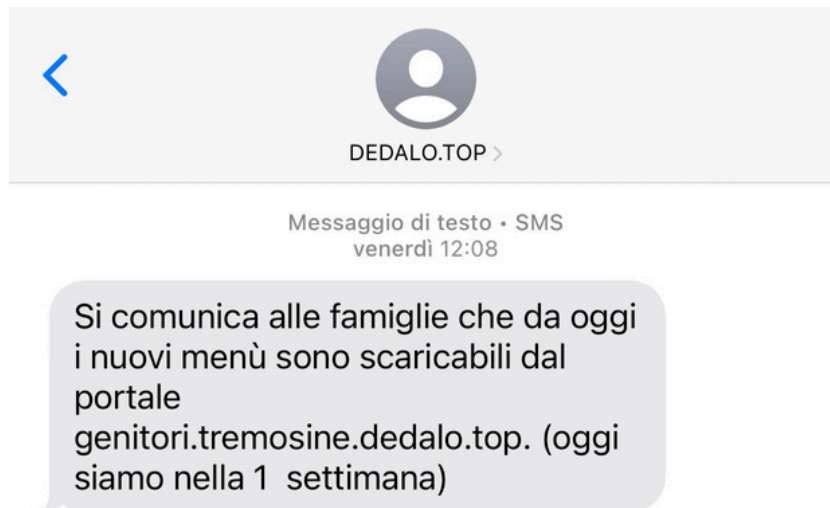 DEDALO.TOP
Messaggio di testo • SMS
venerdì 12:08
Si comunica alle famiglie che da oggi
i nuovi menù sono scaricabili dal
portale
genitori.tremosine.dedalo.top. (oggi
siamo nella 1  settimana)